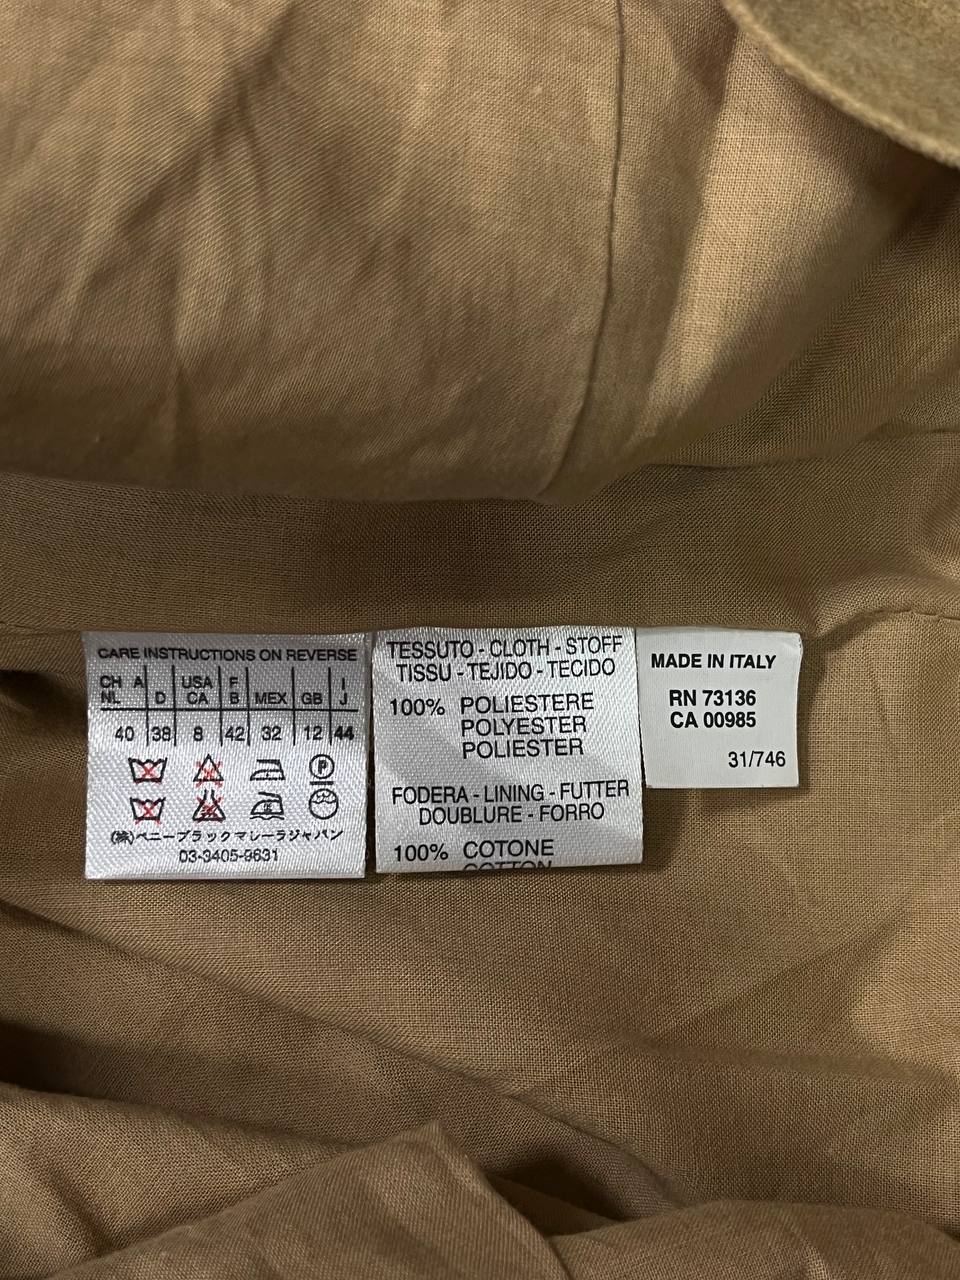 CARE INSTRUCTIONS ON REVERSE
CH A D USA F MEX GB I
NL CA B J
40 38 8 42 32 12 44
P
(株)ペニーブラックマレーラジャパン
03-3405-9631
TESSUTO - CLOTH - STOFF
TISSU - TEJIDO - TECIDO
100% POLIESTERE
POLYESTER
POLIESTER
FODERA - LINING - FUTTER
DOUBLURE - FORRO
100% COTONE
COTTON
MADE IN ITALY
RN 73136
CA 00985
31/746